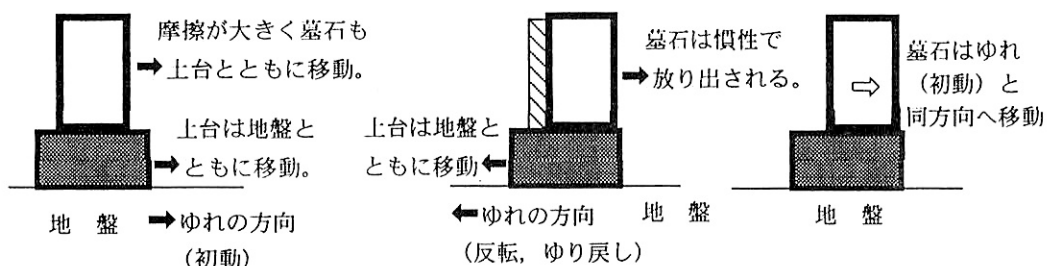 摩擦が大きく墓石も
上台とともに移動。
上台は地盤と
ともに移動。
地 盤
ゆれの方向
(初動)
墓石は慣性で
放り出される。
上台は地盤と
ともに移動
ゆれの方向
(反転, ゆり戻し)
地 盤
墓石はゆれ
(初動)と
同方向へ移動
地 盤